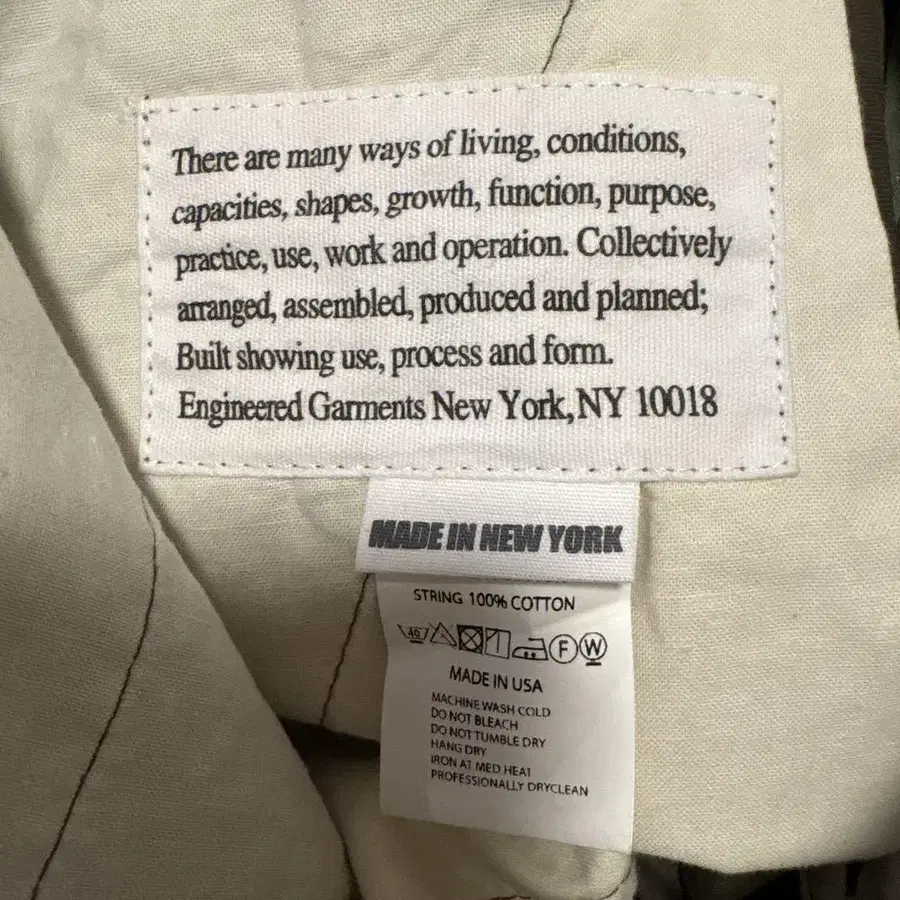 There are many ways of living, conditions,
capacities, shapes, growth, function, purpose,
practice, use, work and operation. Collectively
arranged, assembled, produced and planned;
Built showing use, process and form.
Engineered Garments New York, NY 10018
MADE IN NEW YORK
STRING 100% COTTON
40 F W
MADE IN USA
MACHINE WASH COLD
DO NOT BLEACH
DO NOT TUMBLE DRY
HANG DRY
IRON AT MED HEAT
PROFESSIONALLY DRYCLEAN